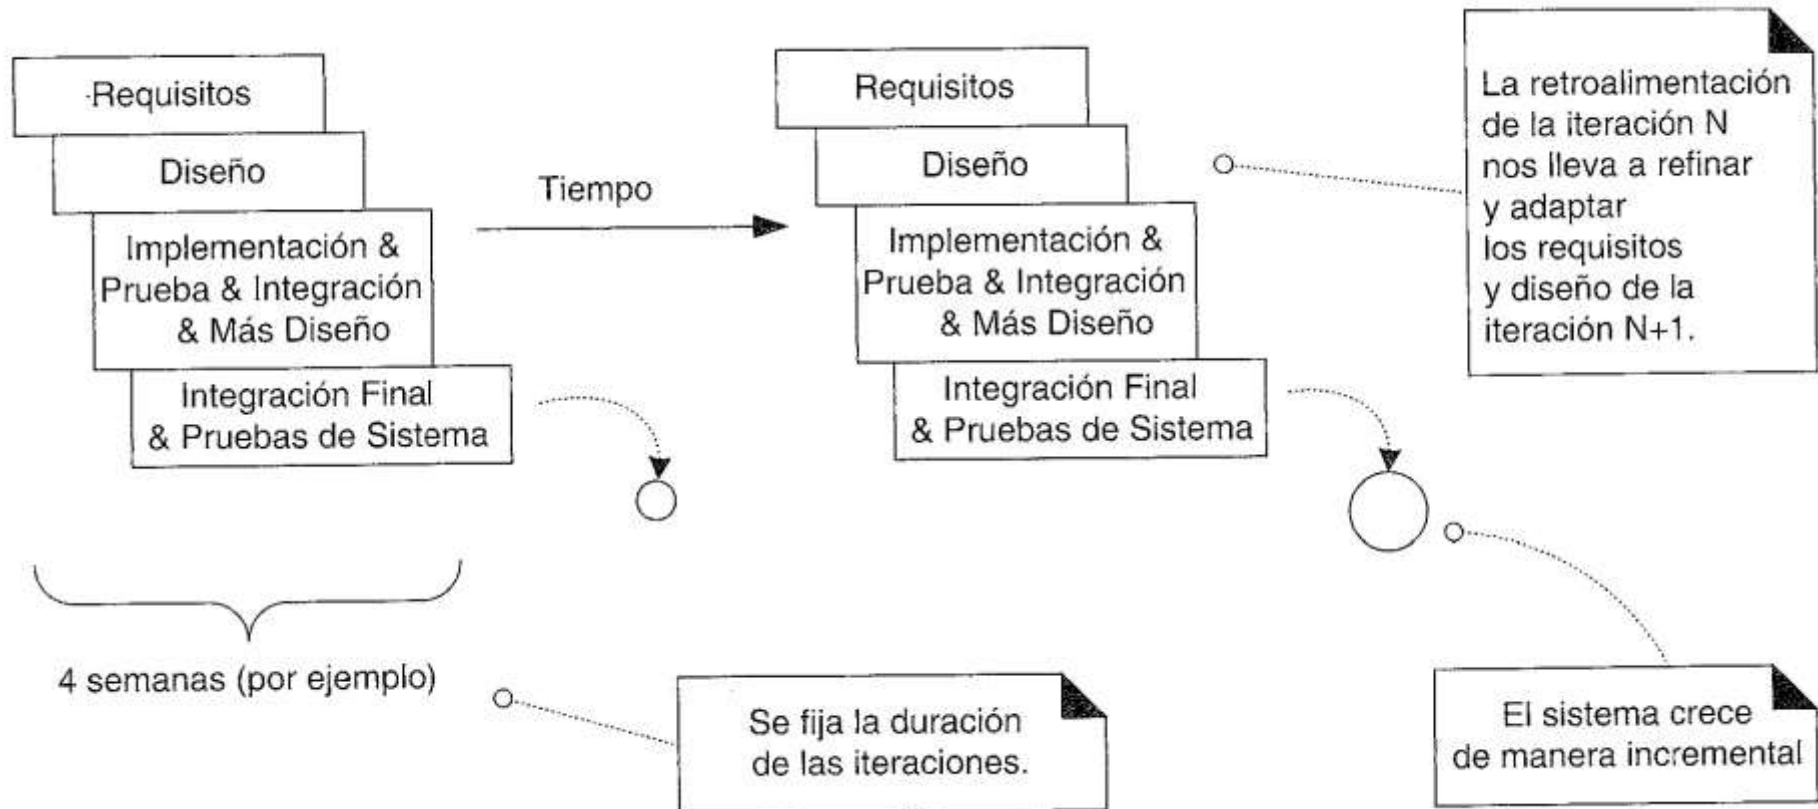 Requisitos
Diseño
Implementación &
Prueba & Integración
& Más Diseño
Integración Final
& Pruebas de Sistema
Tiempo
Requisitos
Diseño
Implementación &
Prueba & Integración
& Más Diseño
Integración Final
& Pruebas de Sistema
La retroalimentación
de la iteración N
nos lleva a refinar
y adaptar
los requisitos
y diseño de la
iteración N+1.
4 semanas (por ejemplo)
Se fija la duración
de las iteraciones.
El sistema crece
de manera incremental